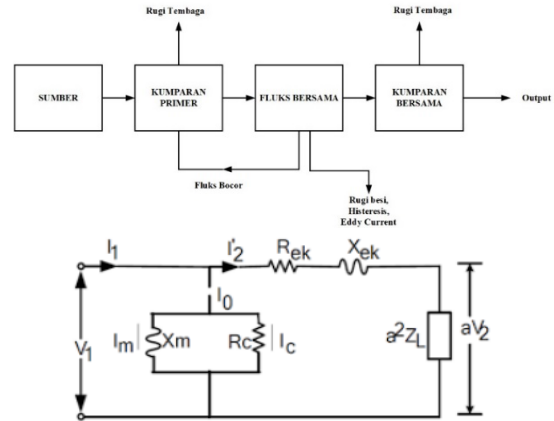 Rugi Tembaga
Rugi Tembaga
SUMBER
KUMPARAN
PRIMER
FLUKS BERSAMA
KUMPARAN
BERSAMA
Output
Fluks Bocor
Rugi besi,
Histeresis,
Eddy Current
I1
I'2
Rek
Xek
I0
V1
Im
Xm
Rc
Ic
a²ZL
aV2